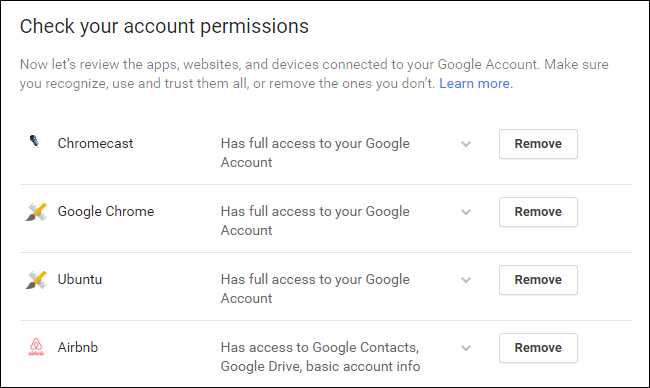 Check your account permissions
Now let's review the apps, websites, and devices connected to your Google Account. Make sure
you recognize, use and trust them all, or remove the ones you don't. Learn more.
Chromecast
Has full access to your Google
Account
Remove
Google Chrome
Has full access to your Google
Account
Remove
Ubuntu
Has full access to your Google
Account
Remove
airbnb
Airbnb
Has access to Google Contacts,
Google Drive, basic account info
Remove